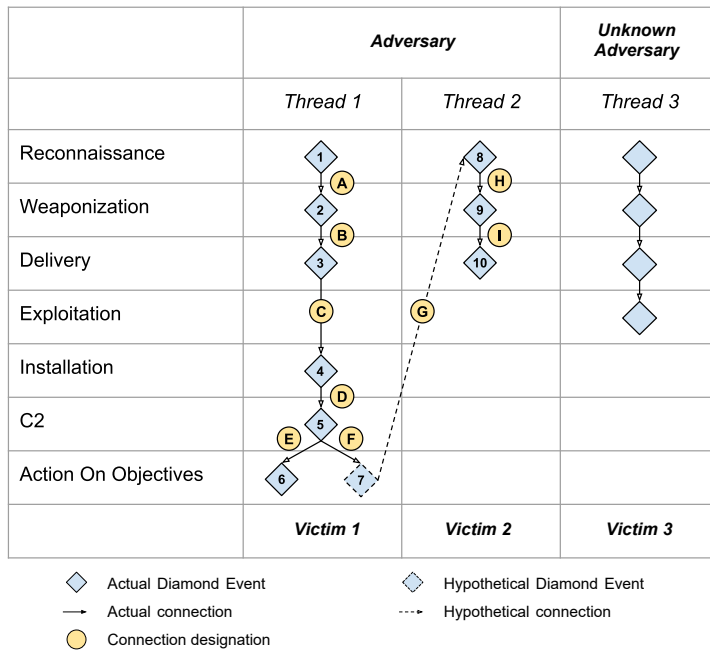 Adversary
Unknown
Adversary
Thread 1
Thread 2
Thread 3
Reconnaissance
1
8
A
H
Weaponization
2
9
B
I
Delivery
3
10
Exploitation
C
G
Installation
4
D
C2
5
E
F
Action On Objectives
6
7
Victim 1
Victim 2
Victim 3
Actual Diamond Event
Hypothetical Diamond Event
Actual connection
Hypothetical connection
Connection designation